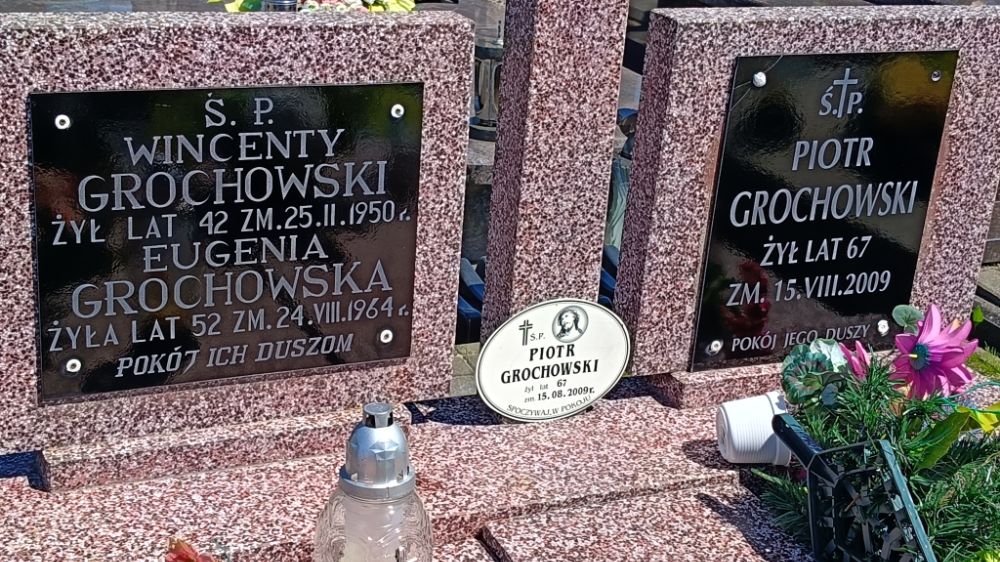 Ś. P.
WINCENTY
GROCHOWSKI
ŻYŁ LAT 42 ZM. 25.II.1950 r.
EUGENIA
GROCHOWSKA
ŻYŁA LAT 52 ZM. 24.VIII.1964 r.
POKÓJ ICH DUSZOM
Ś.P.
PIOTR
GROCHOWSKI
żył lat 67
zm. 15.08.2009r.
SPOCZYWAJ W POKOJU
Ś.P.
PIOTR
GROCHOWSKI
ŻYŁ LAT 67
ZM. 15.VIII.2009
POKÓJ JEGO DUSZY